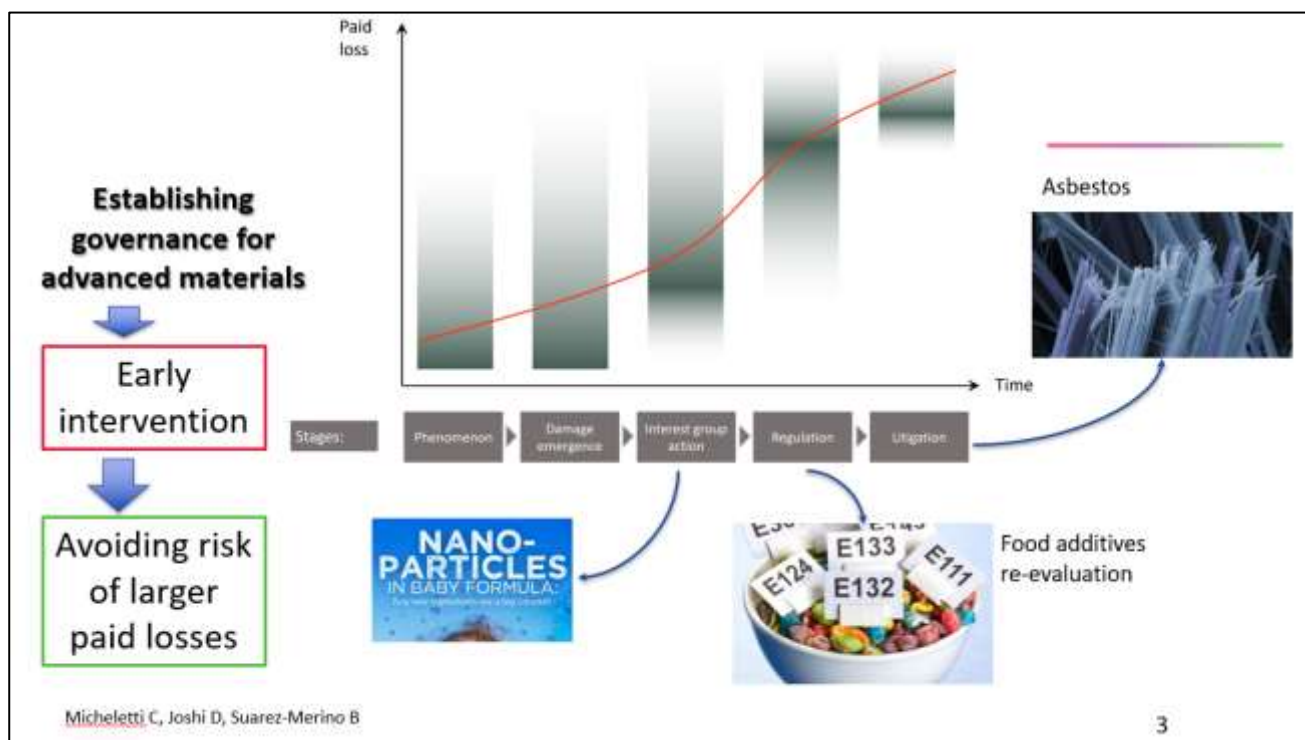 Paid
loss
Establishing
governance for
advanced materials
Early
intervention
Avoiding risk
of larger
paid losses
Time
Stages:
Phenomenon
Damage
emergence
Interest group
action
Regulation
Litigation
Asbestos
NANO-
PARTICLES
IN BABY FORMULA:
E133
E124
E132
E111
Food additives
re-evaluation
Micheletti C, Joshi D, Suarez-Merino B
3